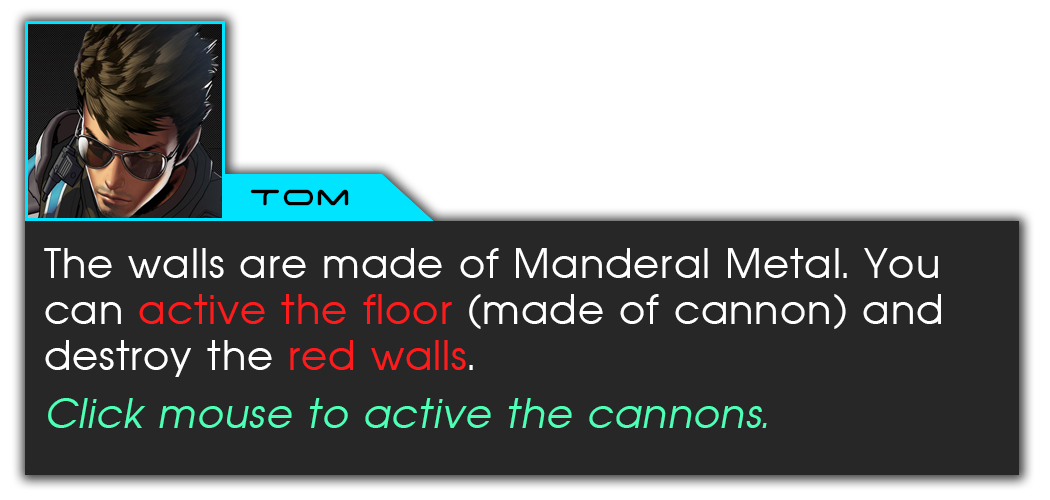 TOM
The walls are made of Manderal Metal. You
can active the floor (made of cannon) and
destroy the red walls.
Click mouse to active the cannons.